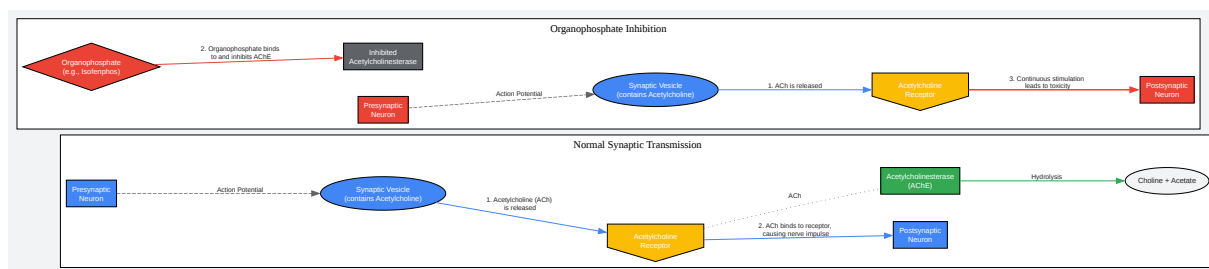 Organophosphate Inhibition
Organophosphate
(e.g., Isofenphos)
2. Organophosphate binds
to and inhibits AChE
Inhibited
Acetylcholinesterase
Presynaptic
Neuron
Action Potential
Synaptic Vesicle
(contains Acetylcholine)
1. ACh is released
Acetylcholine
Receptor
3. Continuous stimulation
leads to toxicity
Postsynaptic
Neuron
Normal Synaptic Transmission
Presynaptic
Neuron
Action Potential
Synaptic Vesicle
(contains Acetylcholine)
1. Acetylcholine (ACh)
is released
Acetylcholine
Receptor
ACh
Acetylcholinesterase
(AChE)
Hydrolysis
Choline + Acetate
2. ACh binds to receptor,
causing nerve impulse
Postsynaptic
Neuron